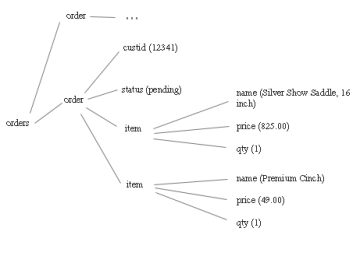 order
...
custid (12341)
order
status (pending)
name (Silver Show Saddle, 16
inch)
orders
item
price (825.00)
qty (1)
item
name (Premium Cinch)
price (49.00)
qty (1)